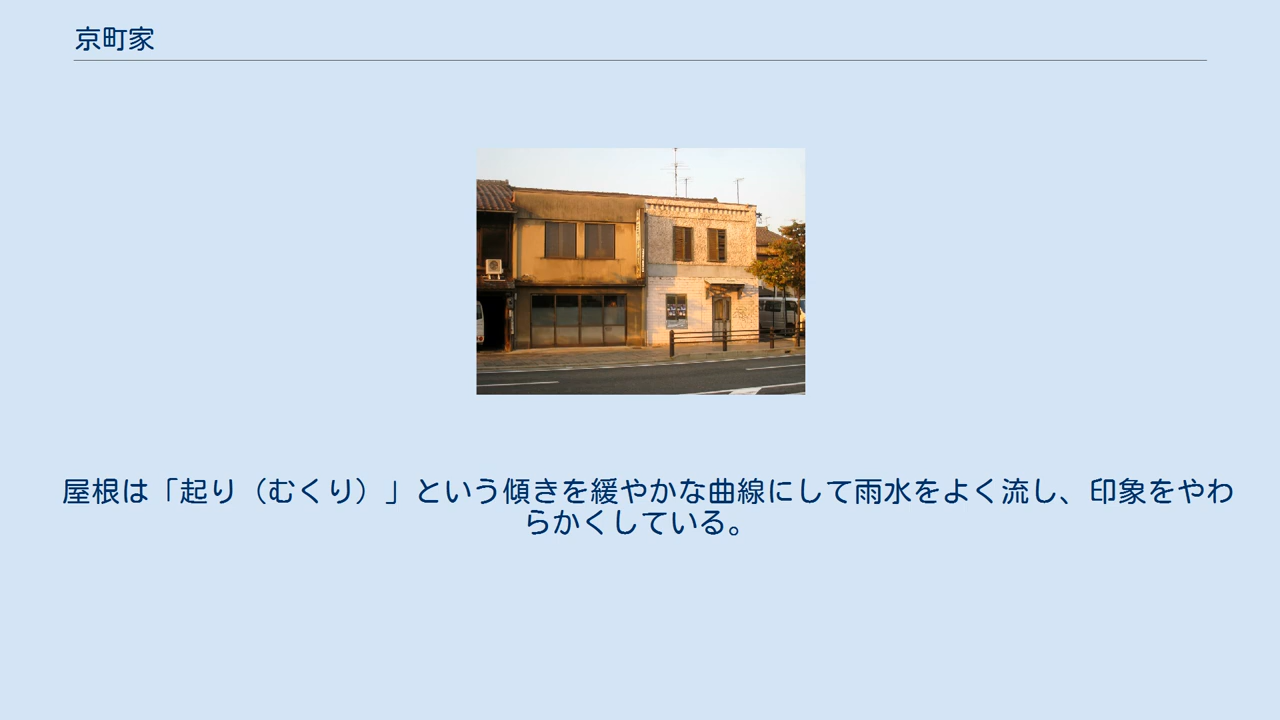 京町家
屋根は「起り（むくり）」という傾きを緩やかな曲線にして雨水をよく流し、印象をやわ
らかくしている。